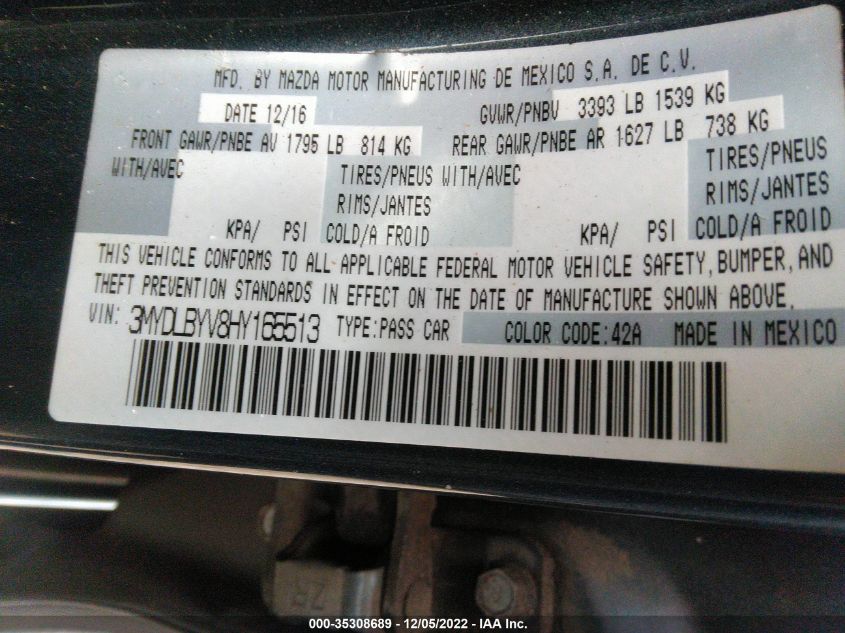 MFD. BY MAZDA MOTOR MANUFACTURING DE MEXICO S.A. DE C.V.
DATE 12/16 GVWR/PNBV 3393 LB 1539 KG
FRONT GAWR/PNBE AV 1795 LB 814 KG REAR GAWR/PNBE AR 1627 LB 738 KG
WITH/AVEC TIRES/PNEUS WITH/AVEC TIRES/PNEUS
RIMS/JANTES RIMS/JANTES
KPA/ PSI COLD/A FROID KPA/ PSI COLD/A FROID
THIS VEHICLE CONFORMS TO ALL APPLICABLE FEDERAL MOTOR VEHICLE SAFETY, BUMPER, AND
THEFT PREVENTION STANDARDS IN EFFECT ON THE DATE OF MANUFACTURE SHOWN ABOVE.
VIN: 3MYDLBYV8HY165513 TYPE:PASS CAR COLOR CODE:42A MADE IN MEXICO
000-35308689 - 12/05/2022 - IAA Inc.